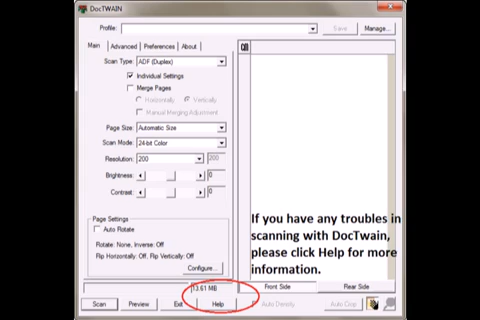 DocTWAIN
Profile:
Save
Manage...
Main
Advanced
Preferences
About
Scan Type: ADF (Duplex)
Individual Settings
Merge Pages
Horizontally
Vertically
Manual Merging Adjustment
Page Size: Automatic Size
Scan Mode: 24-bit Color
Resolution: 200
200
Brightness: 0
Contrast: 0
Page Settings
Auto Rotate
Rotate: None, Inverse: Off
Flip Horizontally: Off, Flip Vertically: Off
Configure...
If you have any troubles in
scanning with DocTwain,
please click Help for more
information.
13.61 MB
Front Side
Rear Side
Scan
Preview
Exit
Help
Auto Density
Auto Crop